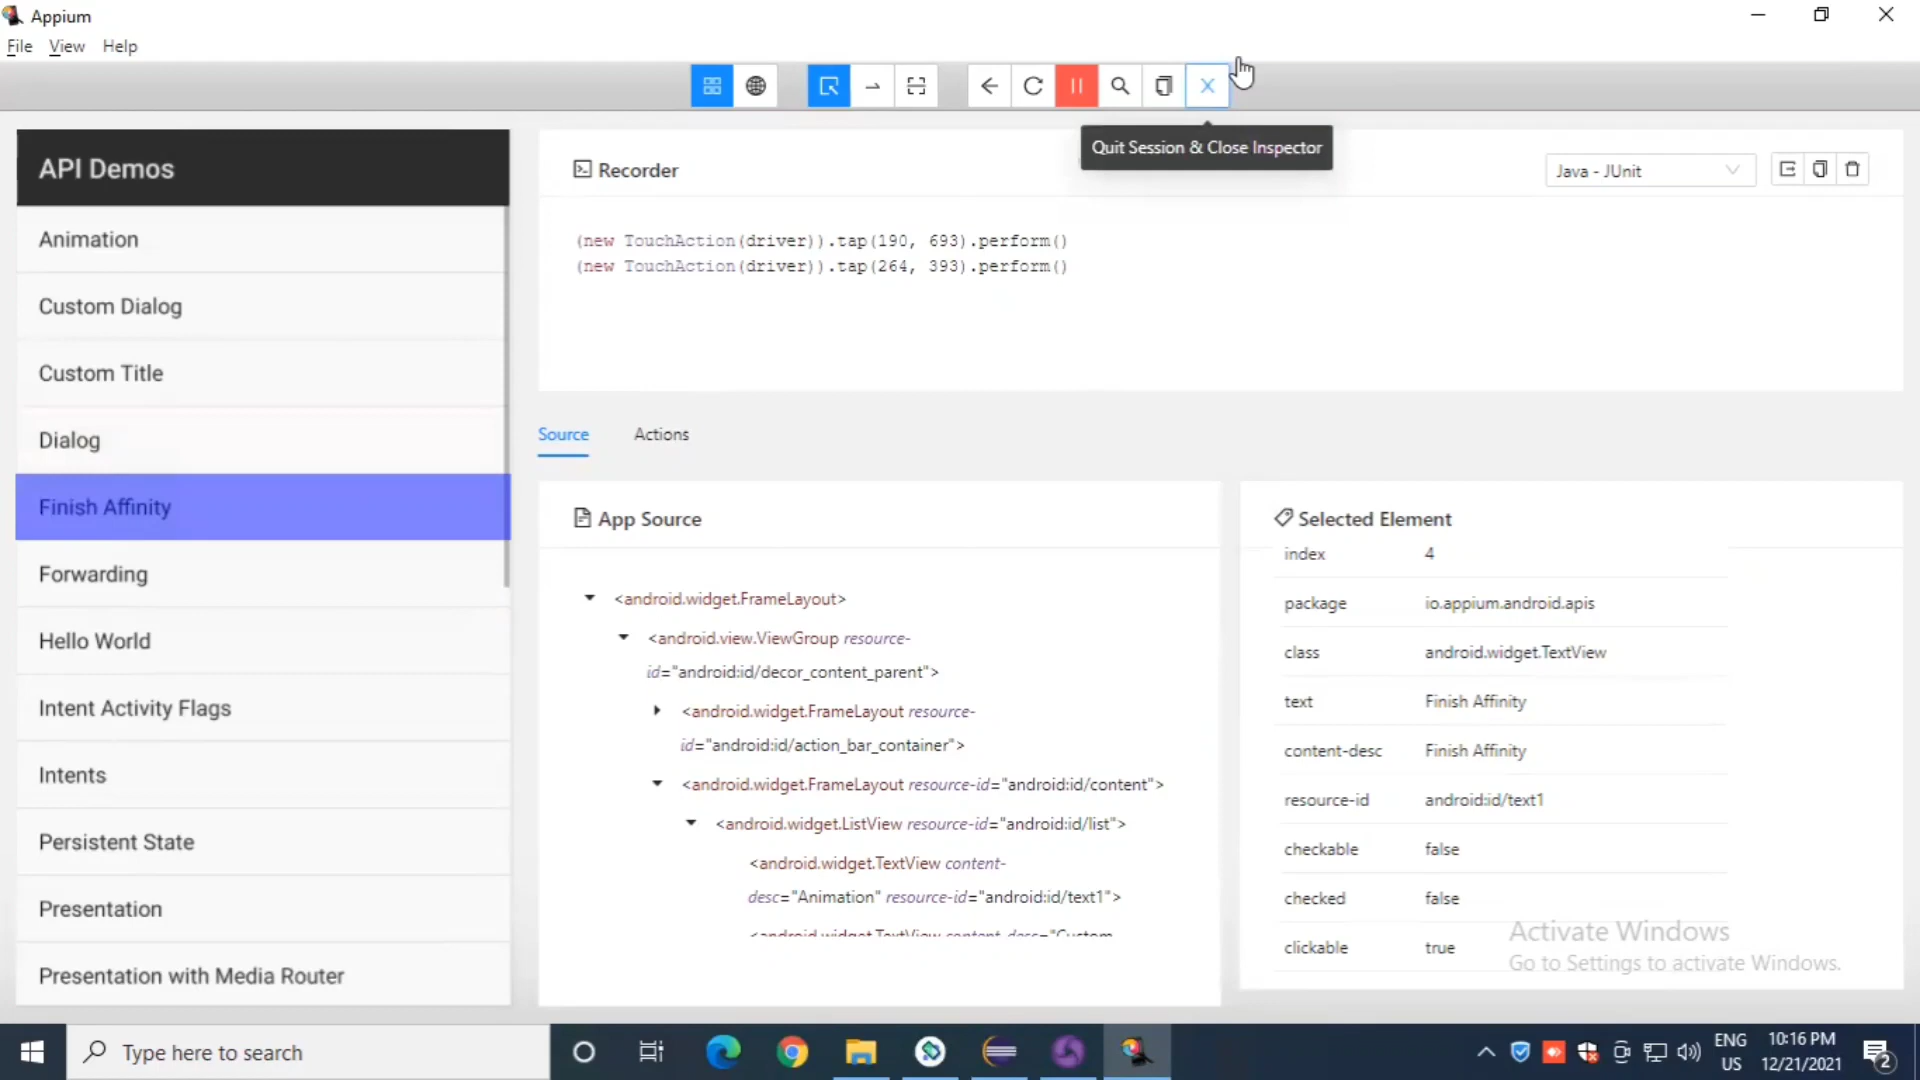 Appium
File View Help
Quit Session & Close Inspector
API Demos
Animation
Custom Dialog
Custom Title
Dialog
Finish Affinity
Forwarding
Hello World
Intent Activity Flags
Intents
Persistent State
Presentation
Presentation with Media Router
Recorder
Java - JUnit
(new TouchAction(driver)).tap(190, 693).perform()
(new TouchAction(driver)).tap(264, 393).perform()
Source Actions
App Source
<android.widget.FrameLayout>
<android.view.ViewGroup resource-
id="android:id/decor_content_parent">
<android.widget.FrameLayout resource-
id="android:id/action_bar_container">
<android.widget.FrameLayout resource-id="android:id/content">
<android.widget.ListView resource-id="android:id/list">
<android.widget.TextView content-
desc="Animation" resource-id="android:id/text1">
<android.widget.TextView content-desc="Custom
Selected Element
index 4
package io.appium.android.apis
class android.widget.TextView
text Finish Affinity
content-desc Finish Affinity
resource-id android:id/text1
checkable false
checked false
clickable true
Activate Windows
Go to Settings to activate Windows.
Type here to search
ENG
US
10:16 PM
12/21/2021
2